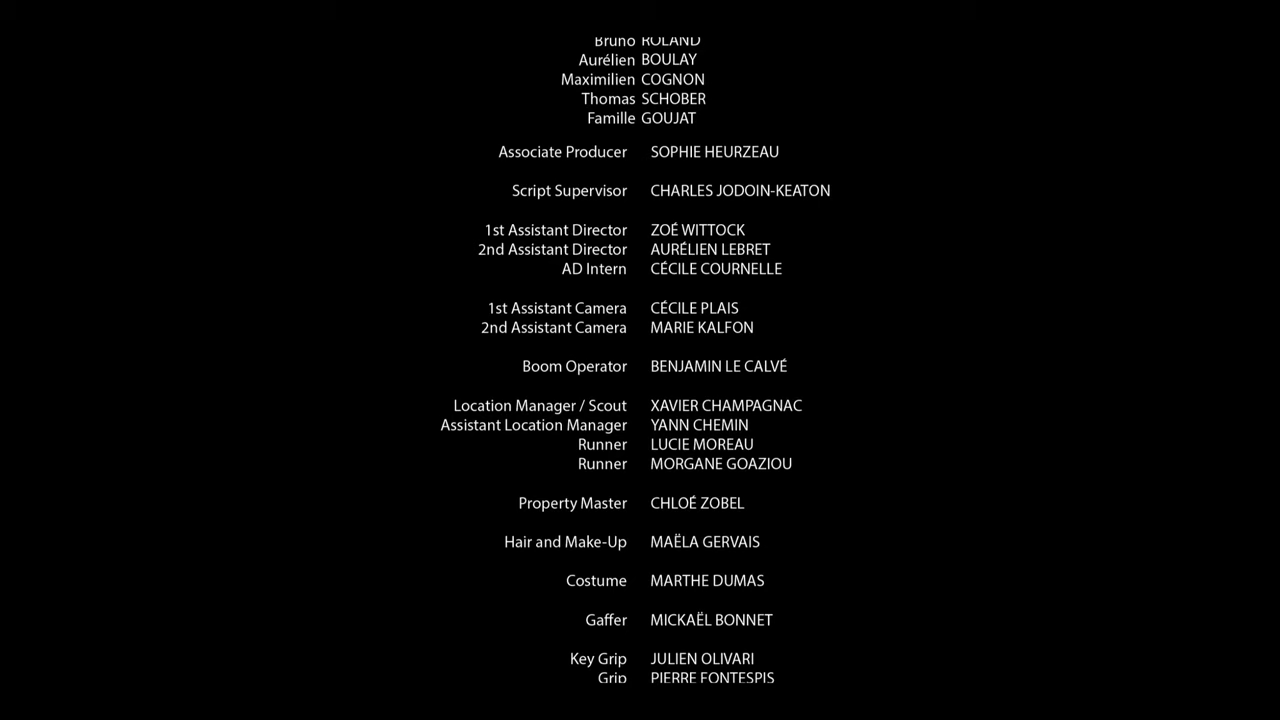 Bruno ROLAND
Aurélien BOULAY
Maximilien COGNON
Thomas SCHOBER
Famille GOUJAT
Associate Producer SOPHIE HEURZEAU
Script Supervisor CHARLES JODOIN-KEATON
1st Assistant Director ZOÉ WITTOCK
2nd Assistant Director AURÉLIEN LEBRET
AD Intern CÉCILE COURNELLE
1st Assistant Camera CÉCILE PLAIS
2nd Assistant Camera MARIE KALFON
Boom Operator BENJAMIN LE CALVÉ
Location Manager / Scout XAVIER CHAMPAGNAC
Assistant Location Manager YANN CHEMIN
Runner LUCIE MOREAU
Runner MORGANE GOAZIOU
Property Master CHLOÉ ZOBEL
Hair and Make-Up MAËLA GERVAIS
Costume MARTHE DUMAS
Gaffer MICKAËL BONNET
Key Grip JULIEN OLIVARI
Grip PIERRE FONTESPIS